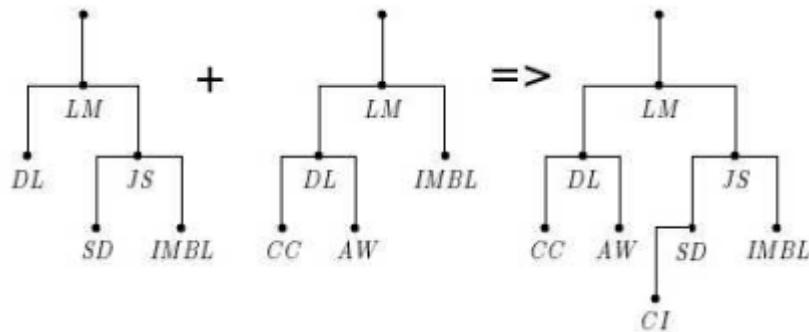 + =>
LM LM LM
DL JS DL IMBL DL JS
SD IMBL CC AW CC AW SD IMBL
CI